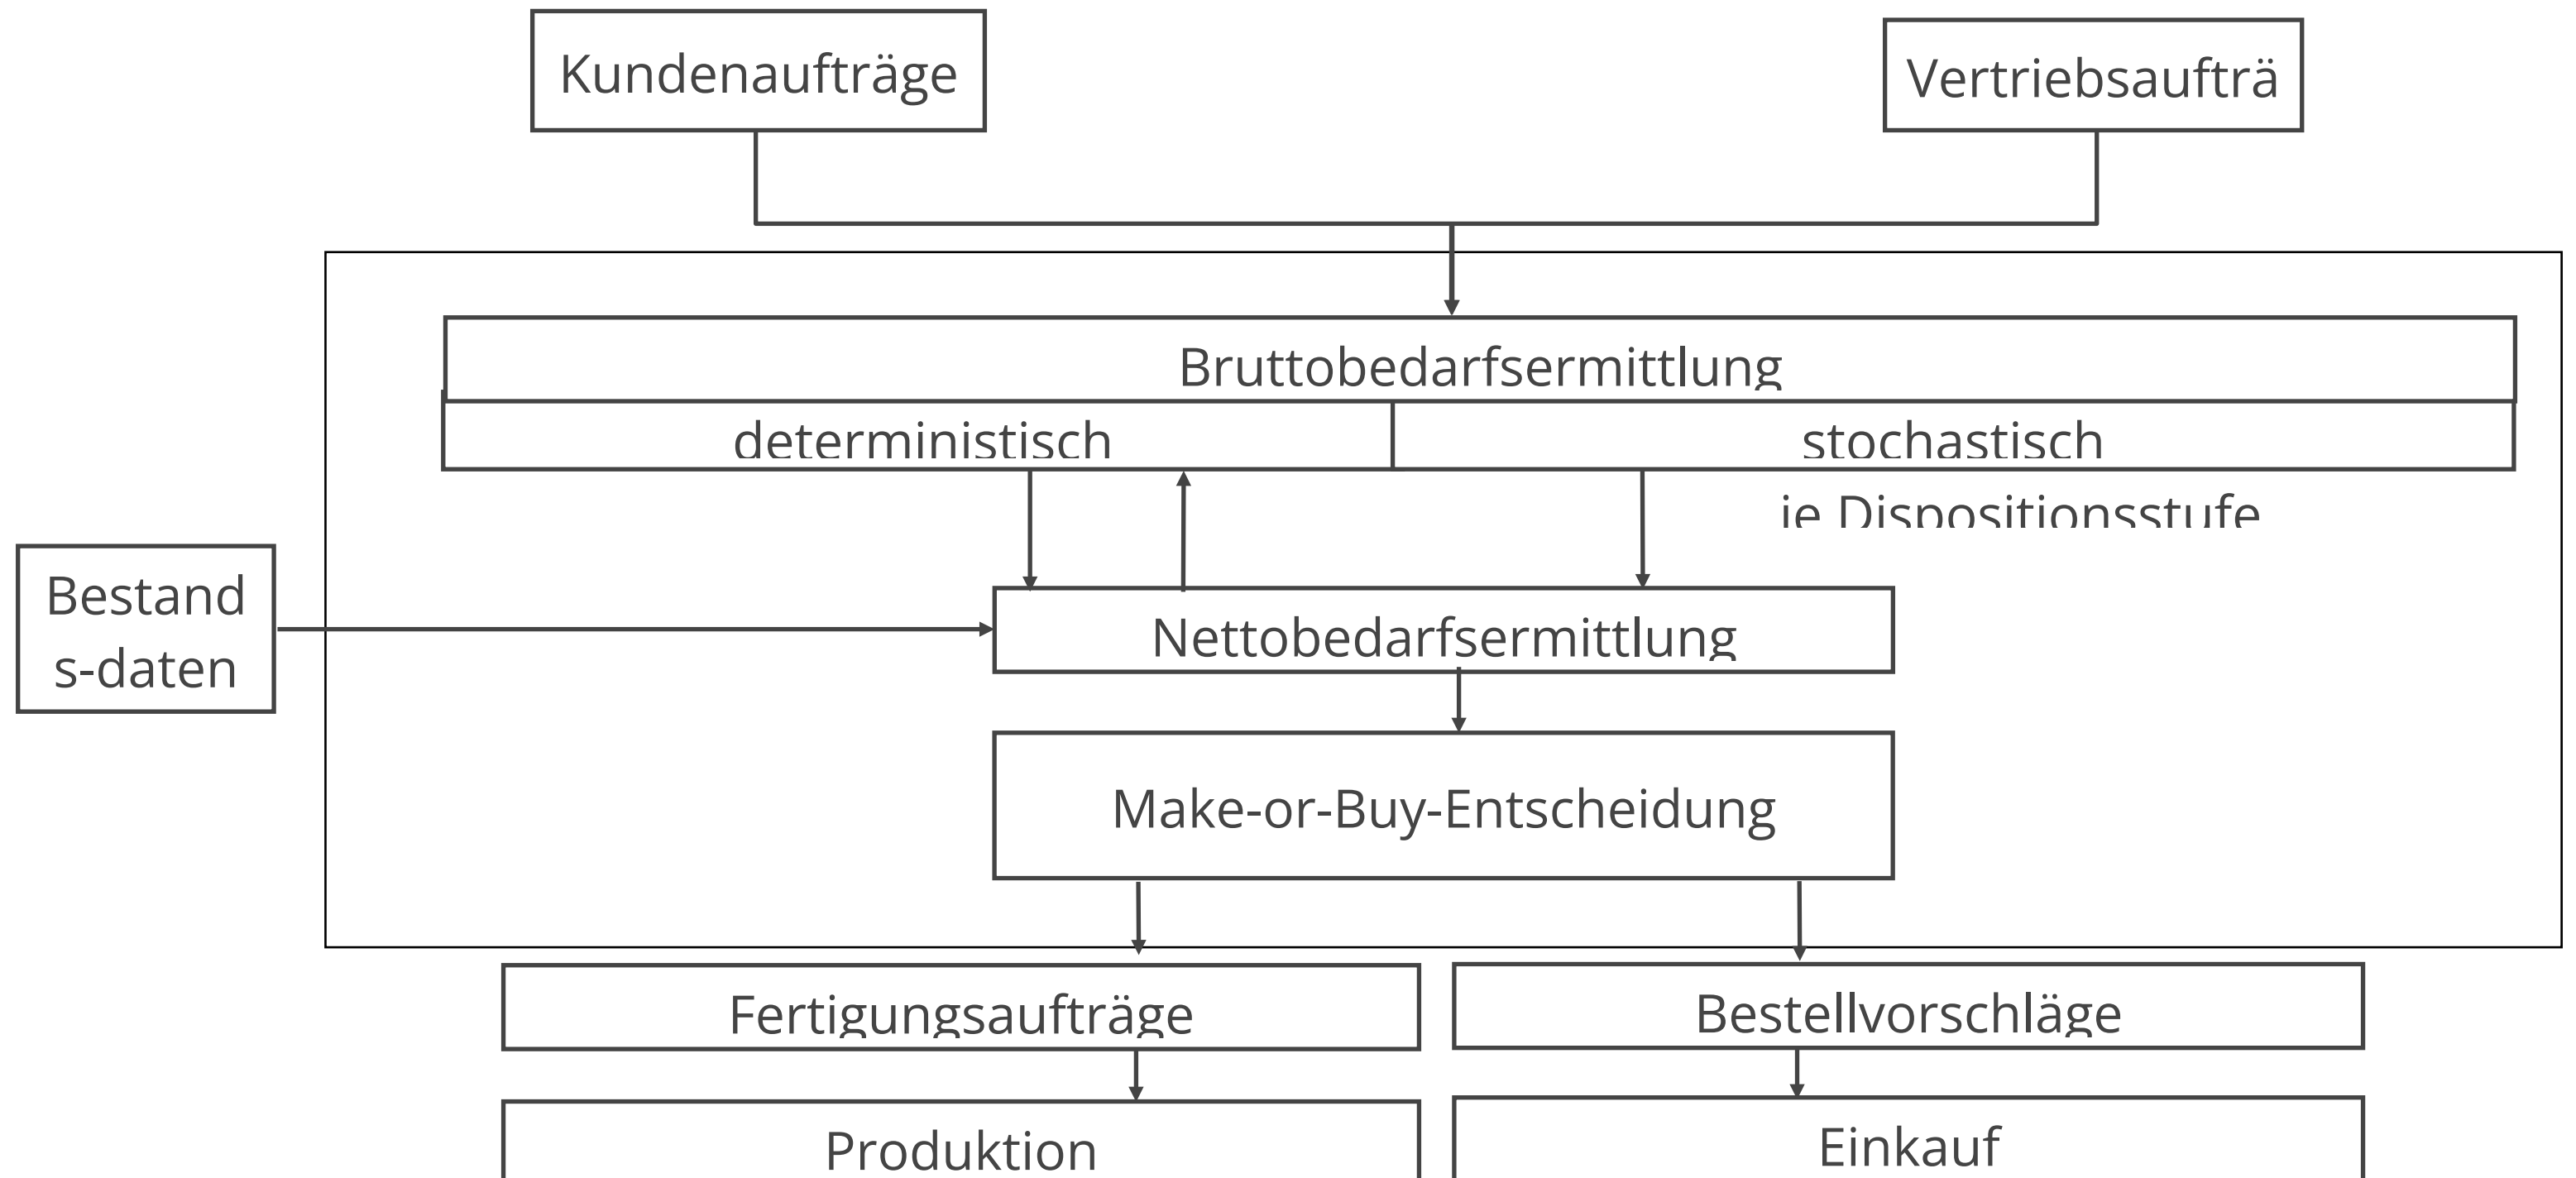 Kundenaufträge
Vertriebsaufträ
Bruttobedarfsermittlung
deterministisch
stochastisch
je Dispositionsstufe
Bestand
s-daten
Nettobedarfsermittlung
Make-or-Buy-Entscheidung
Fertigungsaufträge
Bestellvorschläge
Produktion
Einkauf